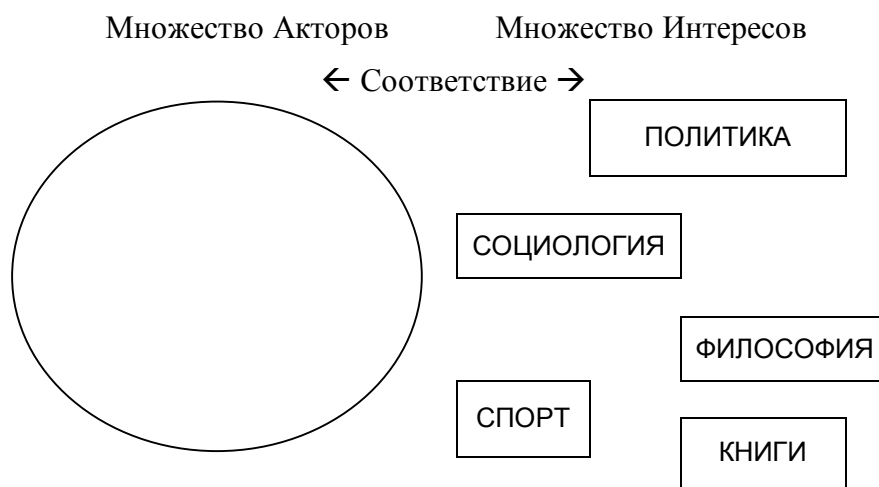 Множество Акторов Множество Интересов
← Соответствие →
ПОЛИТИКА
СОЦИОЛОГИЯ
ФИЛОСОФИЯ
СПОРТ
КНИГИ